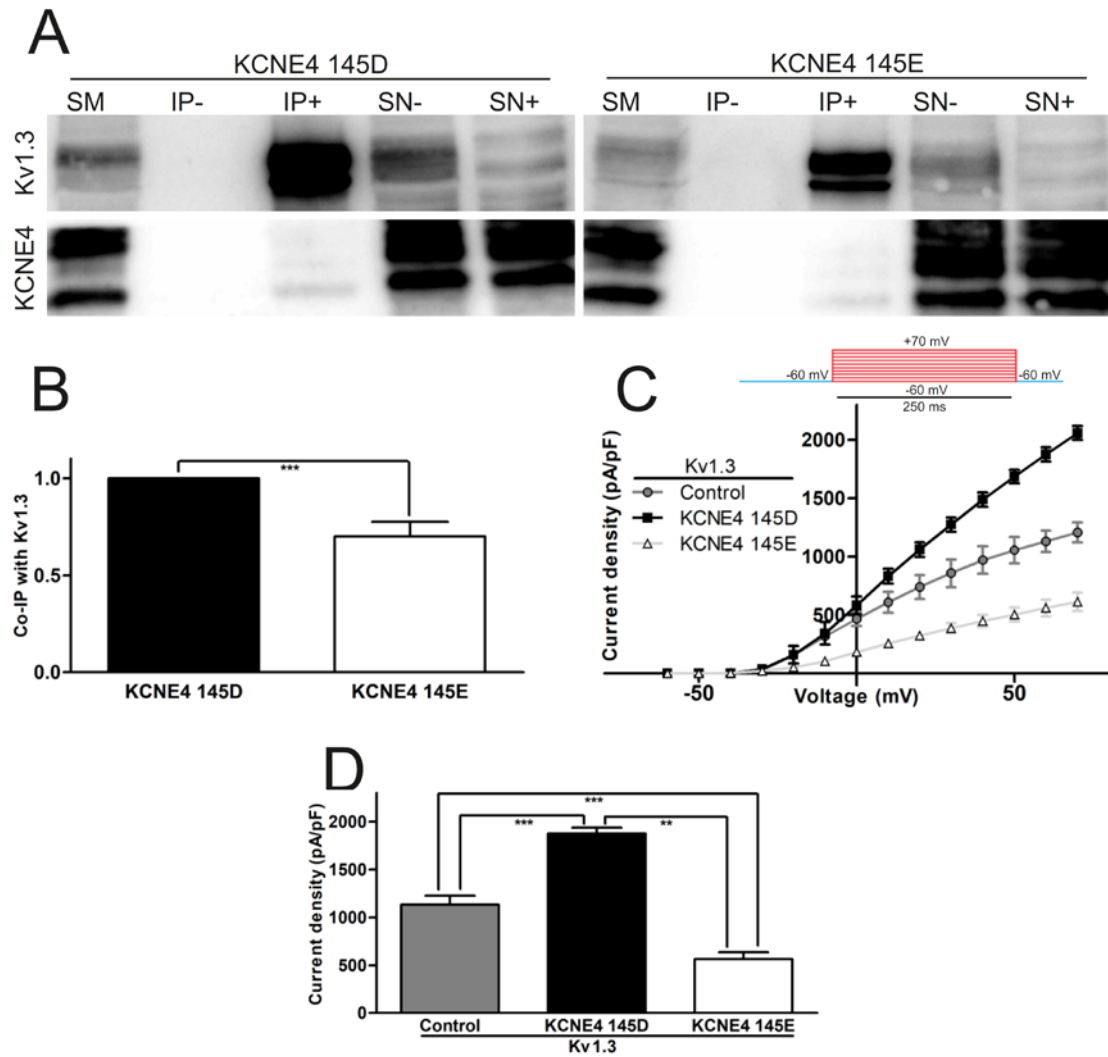 A
KCNE4 145D
KCNE4 145E
SM IP- IP+ SN- SN+
SM IP- IP+ SN- SN+
Kv1.3
KCNE4
B
Co-IP with Kv1.3
1.0
0.5
0.0
***
KCNE4 145D
KCNE4 145E
C
+70 mV
-60 mV
-60 mV
-60 mV
250 ms
Current density (pA/pF)
2000
1500
1000
500
Kv1.3
Control
KCNE4 145D
KCNE4 145E
-50
50
Voltage (mV)
D
Current density (pA/pF)
2000
1500
1000
500
0
***
***
**
Control
KCNE4 145D
KCNE4 145E
Kv1.3